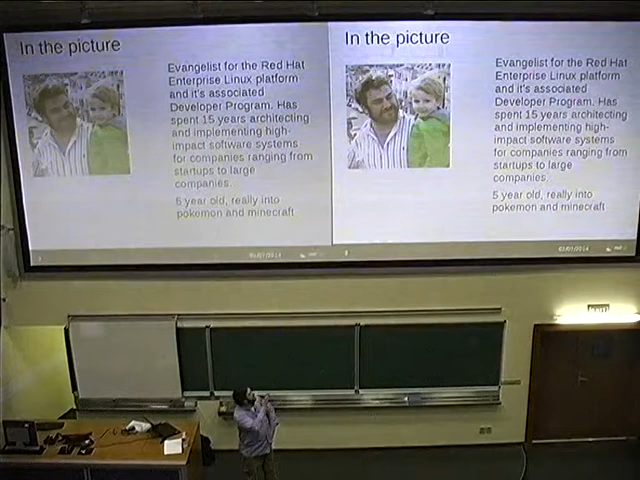 In the picture
Evangelist for the Red Hat
Enterprise Linux platform
and it's associated
Developer Program. Has
spent 15 years architecting
and implementing high-
impact software systems
for companies ranging from
startups to large
companies.
5 year old, really into
pokemon and minecraft
In the picture
Evangelist for the Red Hat
Enterprise Linux platform
and it's associated
Developer Program. Has
spent 15 years architecting
and implementing high-
impact software systems
for companies ranging from
startups to large
companies.
5 year old, really into
pokemon and minecraft
EXIT